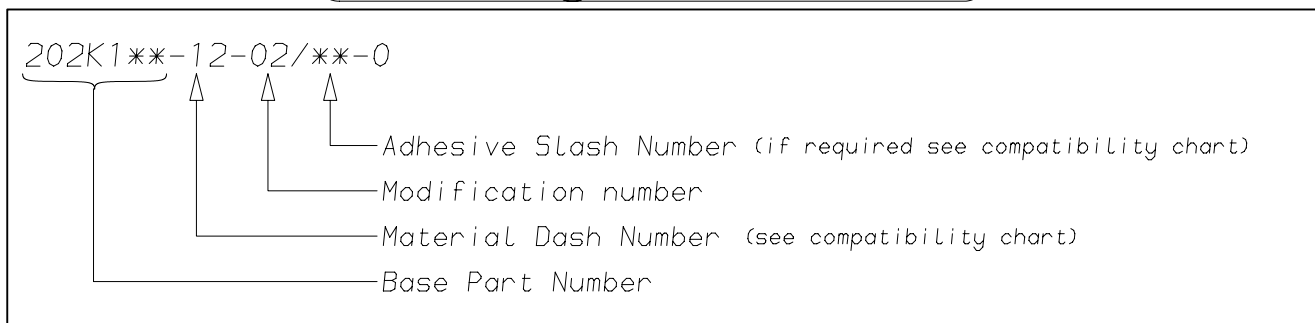 202K1**-12-02/**-0
Adhesive Slash Number (if required see compatibility chart)
Modification number
Material Dash Number (see compatibility chart)
Base Part Number